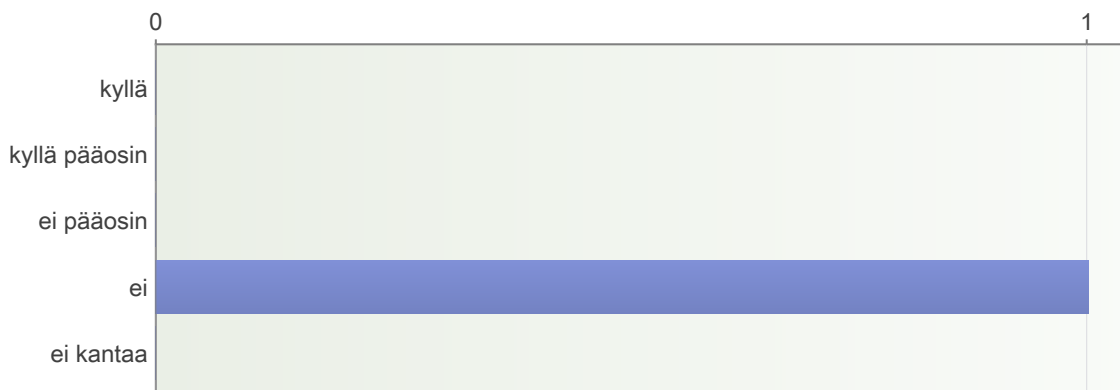 0 1
kyllä
kyllä pääosin
ei pääosin
ei
ei kantaa